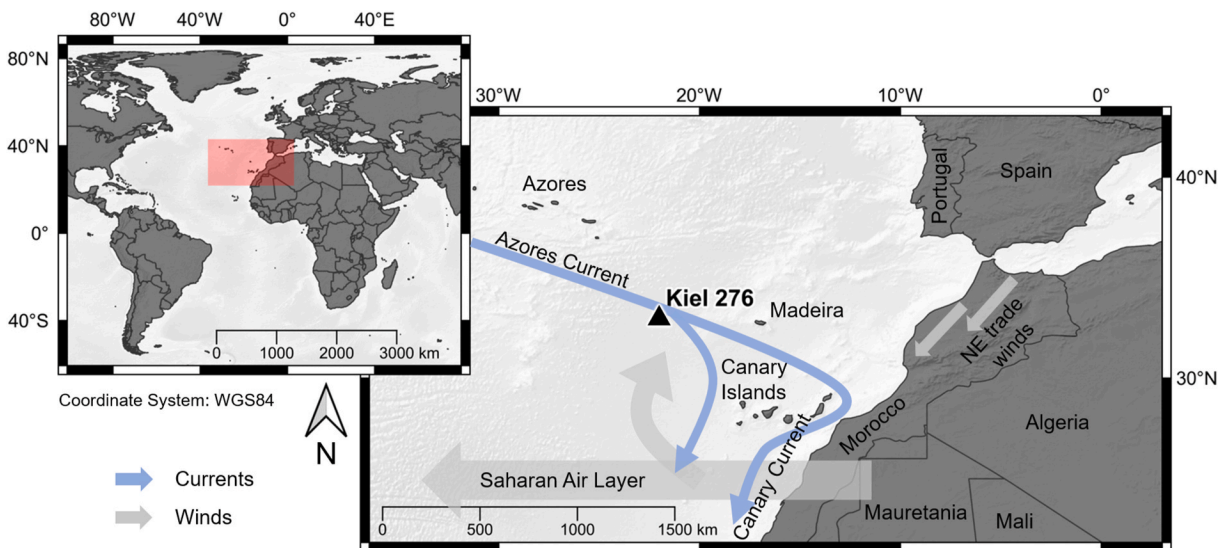 80°W 40°W 0° 40°E
80°N
40°N
0°
40°S
0 1000 2000 3000 km
Coordinate System: WGS84
N
Currents
Winds
30°W 20°W 10°W 0°
40°N
30°N
Azores
Portugal
Spain
Azores Current
Kiel 276
Madeira
NE trade
winds
Canary
Islands
Morocco
Algeria
Canary Current
Saharan Air Layer
Mauretania
Mali
0 500 1000 1500 km